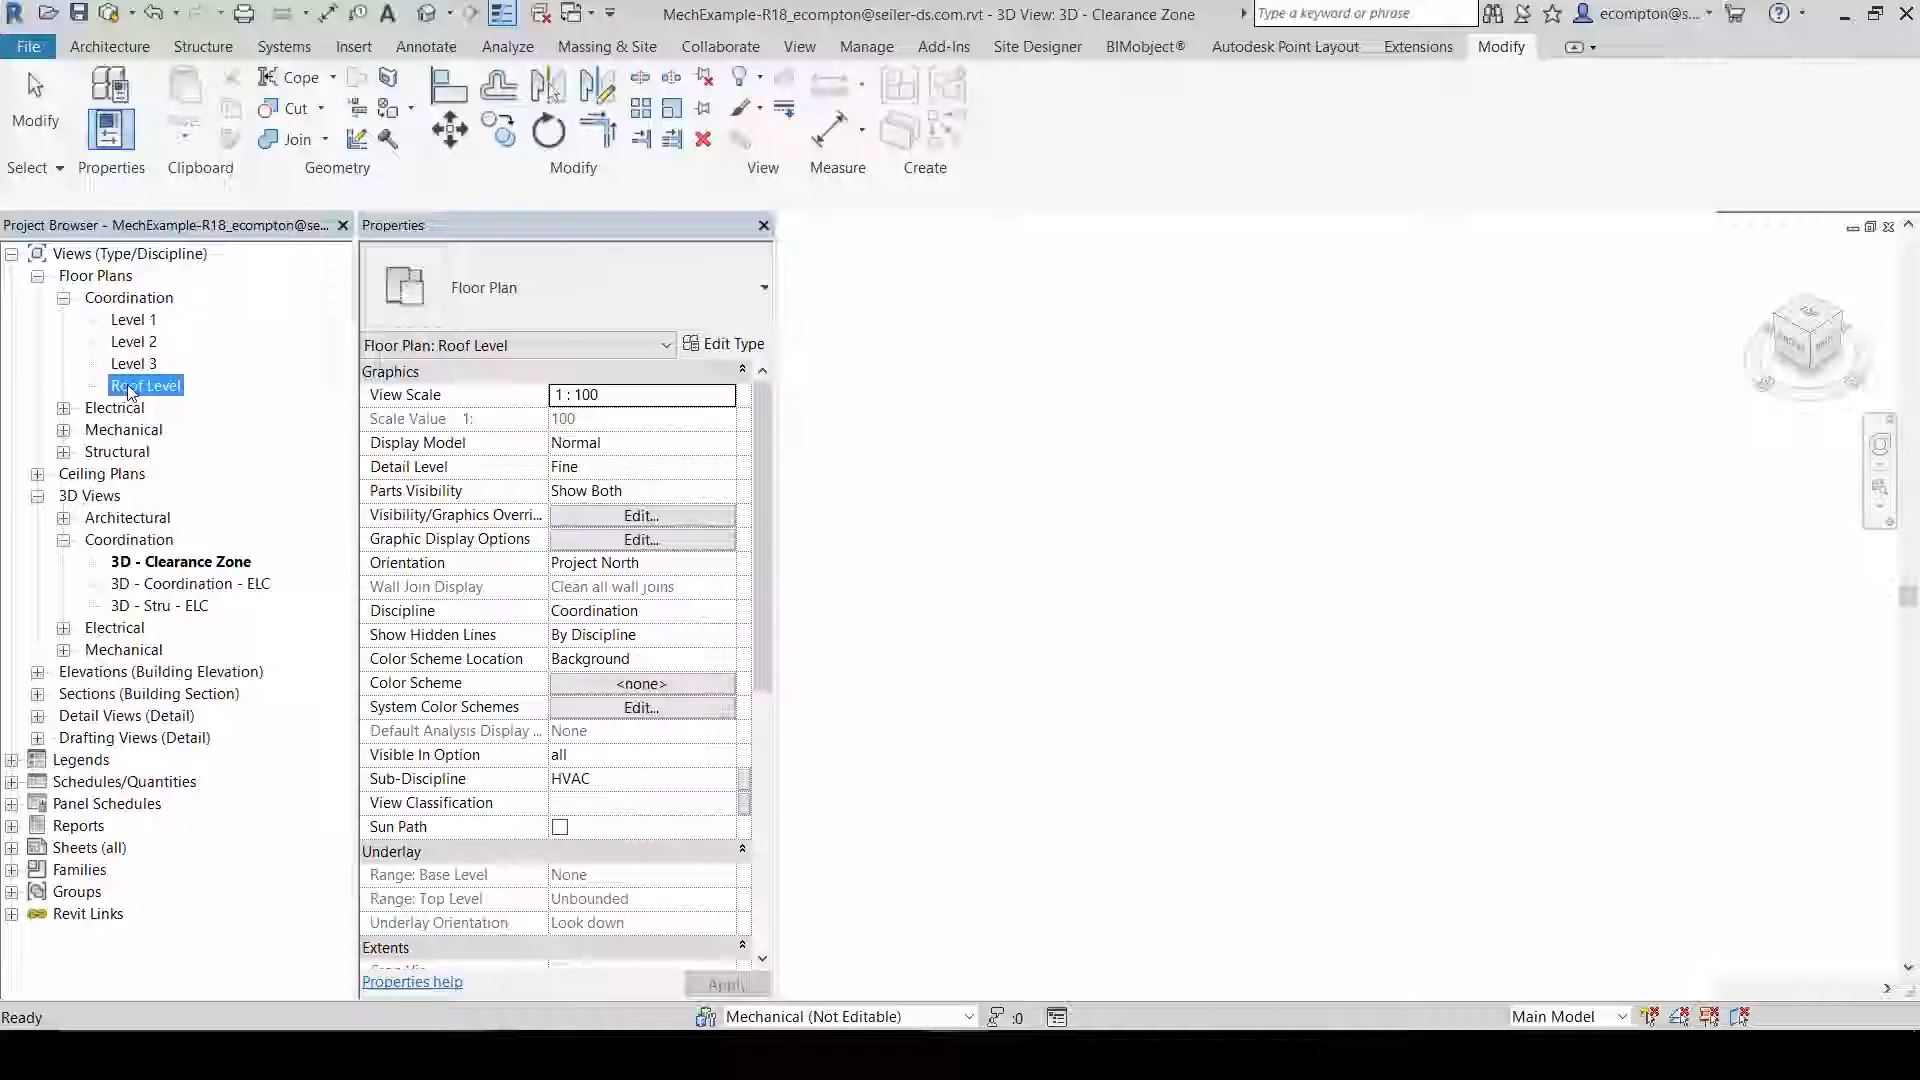 MechExample-R18_ecompton@seiler-ds.com.rvt - 3D View: 3D - Clearance Zone
Type a keyword or phrase
ecompton@s...
File
Architecture
Structure
Systems
Insert
Annotate
Analyze
Massing & Site
Collaborate
View
Manage
Add-Ins
Site Designer
BIMobject®
Autodesk Point Layout
Extensions
Modify
Modify
Cope
Cut
Join
Select
Properties
Clipboard
Geometry
Modify
View
Measure
Create
Project Browser - MechExample-R18_ecompton@se...
Views (Type/Discipline)
Floor Plans
Coordination
Level 1
Level 2
Level 3
Roof Level
Electrical
Mechanical
Structural
Ceiling Plans
3D Views
Architectural
Coordination
3D - Clearance Zone
3D - Coordination - ELC
3D - Stru - ELC
Electrical
Mechanical
Elevations (Building Elevation)
Sections (Building Section)
Detail Views (Detail)
Drafting Views (Detail)
Legends
Schedules/Quantities
Panel Schedules
Reports
Sheets (all)
Families
Groups
Revit Links
Properties
Floor Plan
Floor Plan: Roof Level
Edit Type
Graphics
View Scale 1 : 100
Scale Value 1: 100
Display Model Normal
Detail Level Fine
Parts Visibility Show Both
Visibility/Graphics Overri... Edit...
Graphic Display Options Edit...
Orientation Project North
Wall Join Display Clean all wall joins
Discipline Coordination
Show Hidden Lines By Discipline
Color Scheme Location Background
Color Scheme <none>
System Color Schemes Edit...
Default Analysis Display ... None
Visible In Option all
Sub-Discipline HVAC
View Classification
Sun Path
Underlay
Range: Base Level None
Range: Top Level Unbounded
Underlay Orientation Look down
Extents
Properties help
Apply
Ready
Mechanical (Not Editable)
:0
Main Model